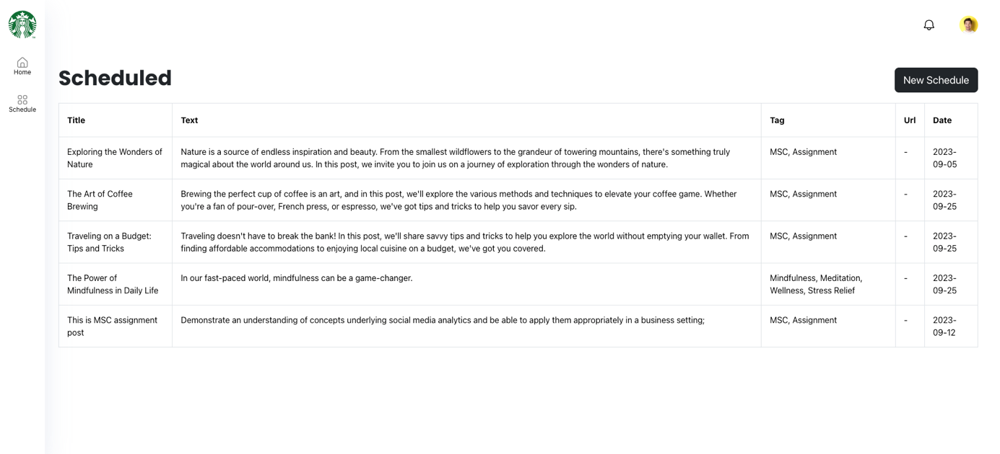 Home
Schedule
Scheduled
New Schedule
Title Text Tag Url Date
Exploring the Wonders of Nature is a source of endless inspiration and beauty. From the smallest wildflowers to the grandeur of towering mountains, there's something truly MSC, Assignment - 2023-
Nature magical about the world around us. In this post, we invite you to join us on a journey of exploration through the wonders of nature. 09-05
The Art of Coffee Brewing the perfect cup of coffee is an art, and in this post, we'll explore the various methods and techniques to elevate your coffee game. Whether MSC, Assignment - 2023-
Brewing you're a fan of pour-over, French press, or espresso, we've got tips and tricks to help you savor every sip. 09-25
Traveling on a Budget: Traveling doesn't have to break the bank! In this post, we'll share savvy tips and tricks to help you explore the world without emptying your wallet. From MSC, Assignment - 2023-
Tips and Tricks finding affordable accommodations to enjoying local cuisine on a budget, we've got you covered. 09-25
The Power of In our fast-paced world, mindfulness can be a game-changer. Mindfulness, Meditation, - 2023-
Mindfulness in Daily Life Wellness, Stress Relief 09-25
This is MSC assignment Demonstrate an understanding of concepts underlying social media analytics and be able to apply them appropriately in a business setting; MSC, Assignment - 2023-
post 09-12